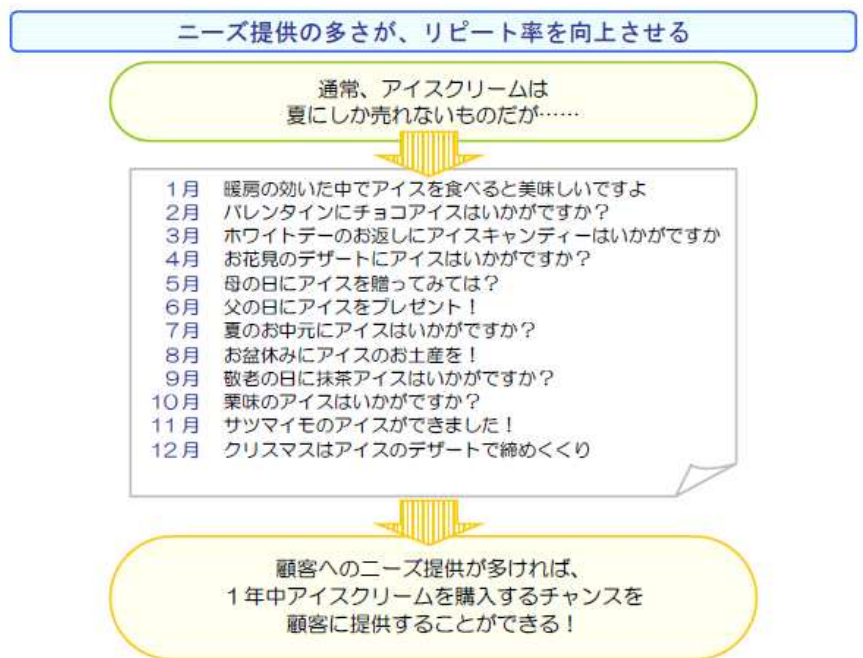 ニーズ提供の多さが、リピート率を向上させる
通常、アイスクリームは
夏にしか売れないものだが……
1月 暖房の効いた中でアイスを食べると美味しいですよ
2月 バレンタインにチョコアイスはいかがですか？
3月 ホワイトデーのお返しにアイスキャンディーはいかがですか
4月 お花見のデザートにアイスはいかがですか？
5月 母の日にアイスを贈ってみては？
6月 父の日にアイスをプレゼント！
7月 夏のお中元にアイスはいかがですか？
8月 お盆休みにアイスのお土産を！
9月 敬老の日に抹茶アイスはいかがですか？
10月 栗味のアイスはいかがですか？
11月 サツマイモのアイスができました！
12月 クリスマスはアイスのデザートで締めくくり
顧客へのニーズ提供が多ければ、
1年中アイスクリームを購入するチャンスを
顧客に提供することができる！